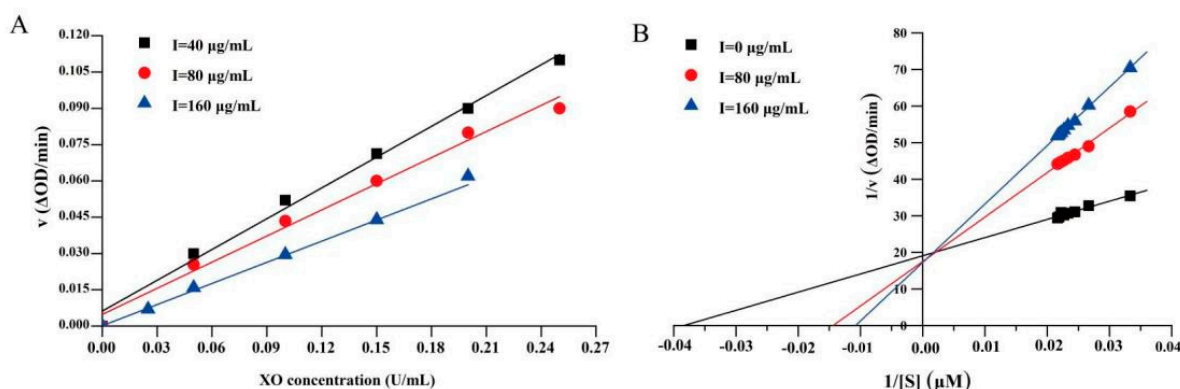 A
v (ΔOD/min)
0.120
0.105
0.090
0.075
0.060
0.045
0.030
0.015
0.000
I=40 μg/mL
I=80 μg/mL
I=160 μg/mL
0.00 0.03 0.06 0.09 0.12 0.15 0.18 0.21 0.24 0.27
XO concentration (U/mL)
B
I=0 μg/mL
I=80 μg/mL
I=160 μg/mL
1/v (ΔOD/min)
80
70
60
50
40
30
20
10
0
-0.04 -0.03 -0.02 -0.01 0.00 0.01 0.02 0.03 0.04
1/[S] (μM)